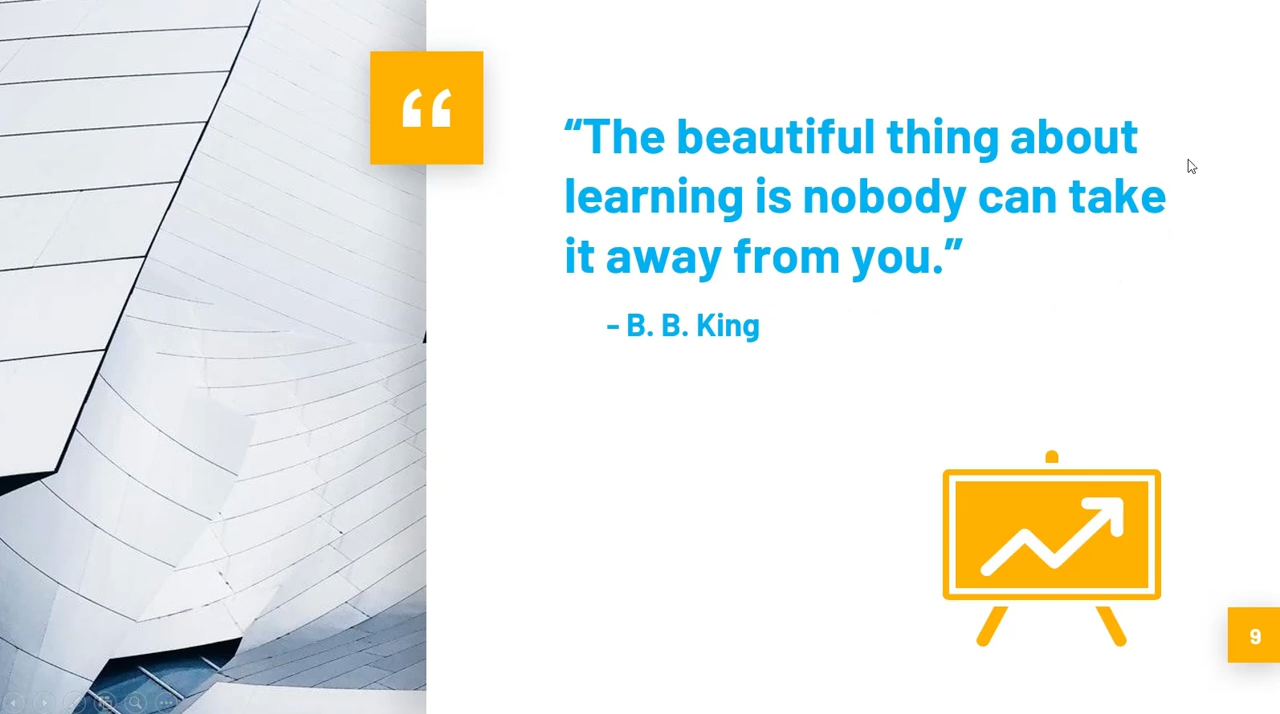 “
“The beautiful thing about
learning is nobody can take
it away from you.”
- B. B. King
9